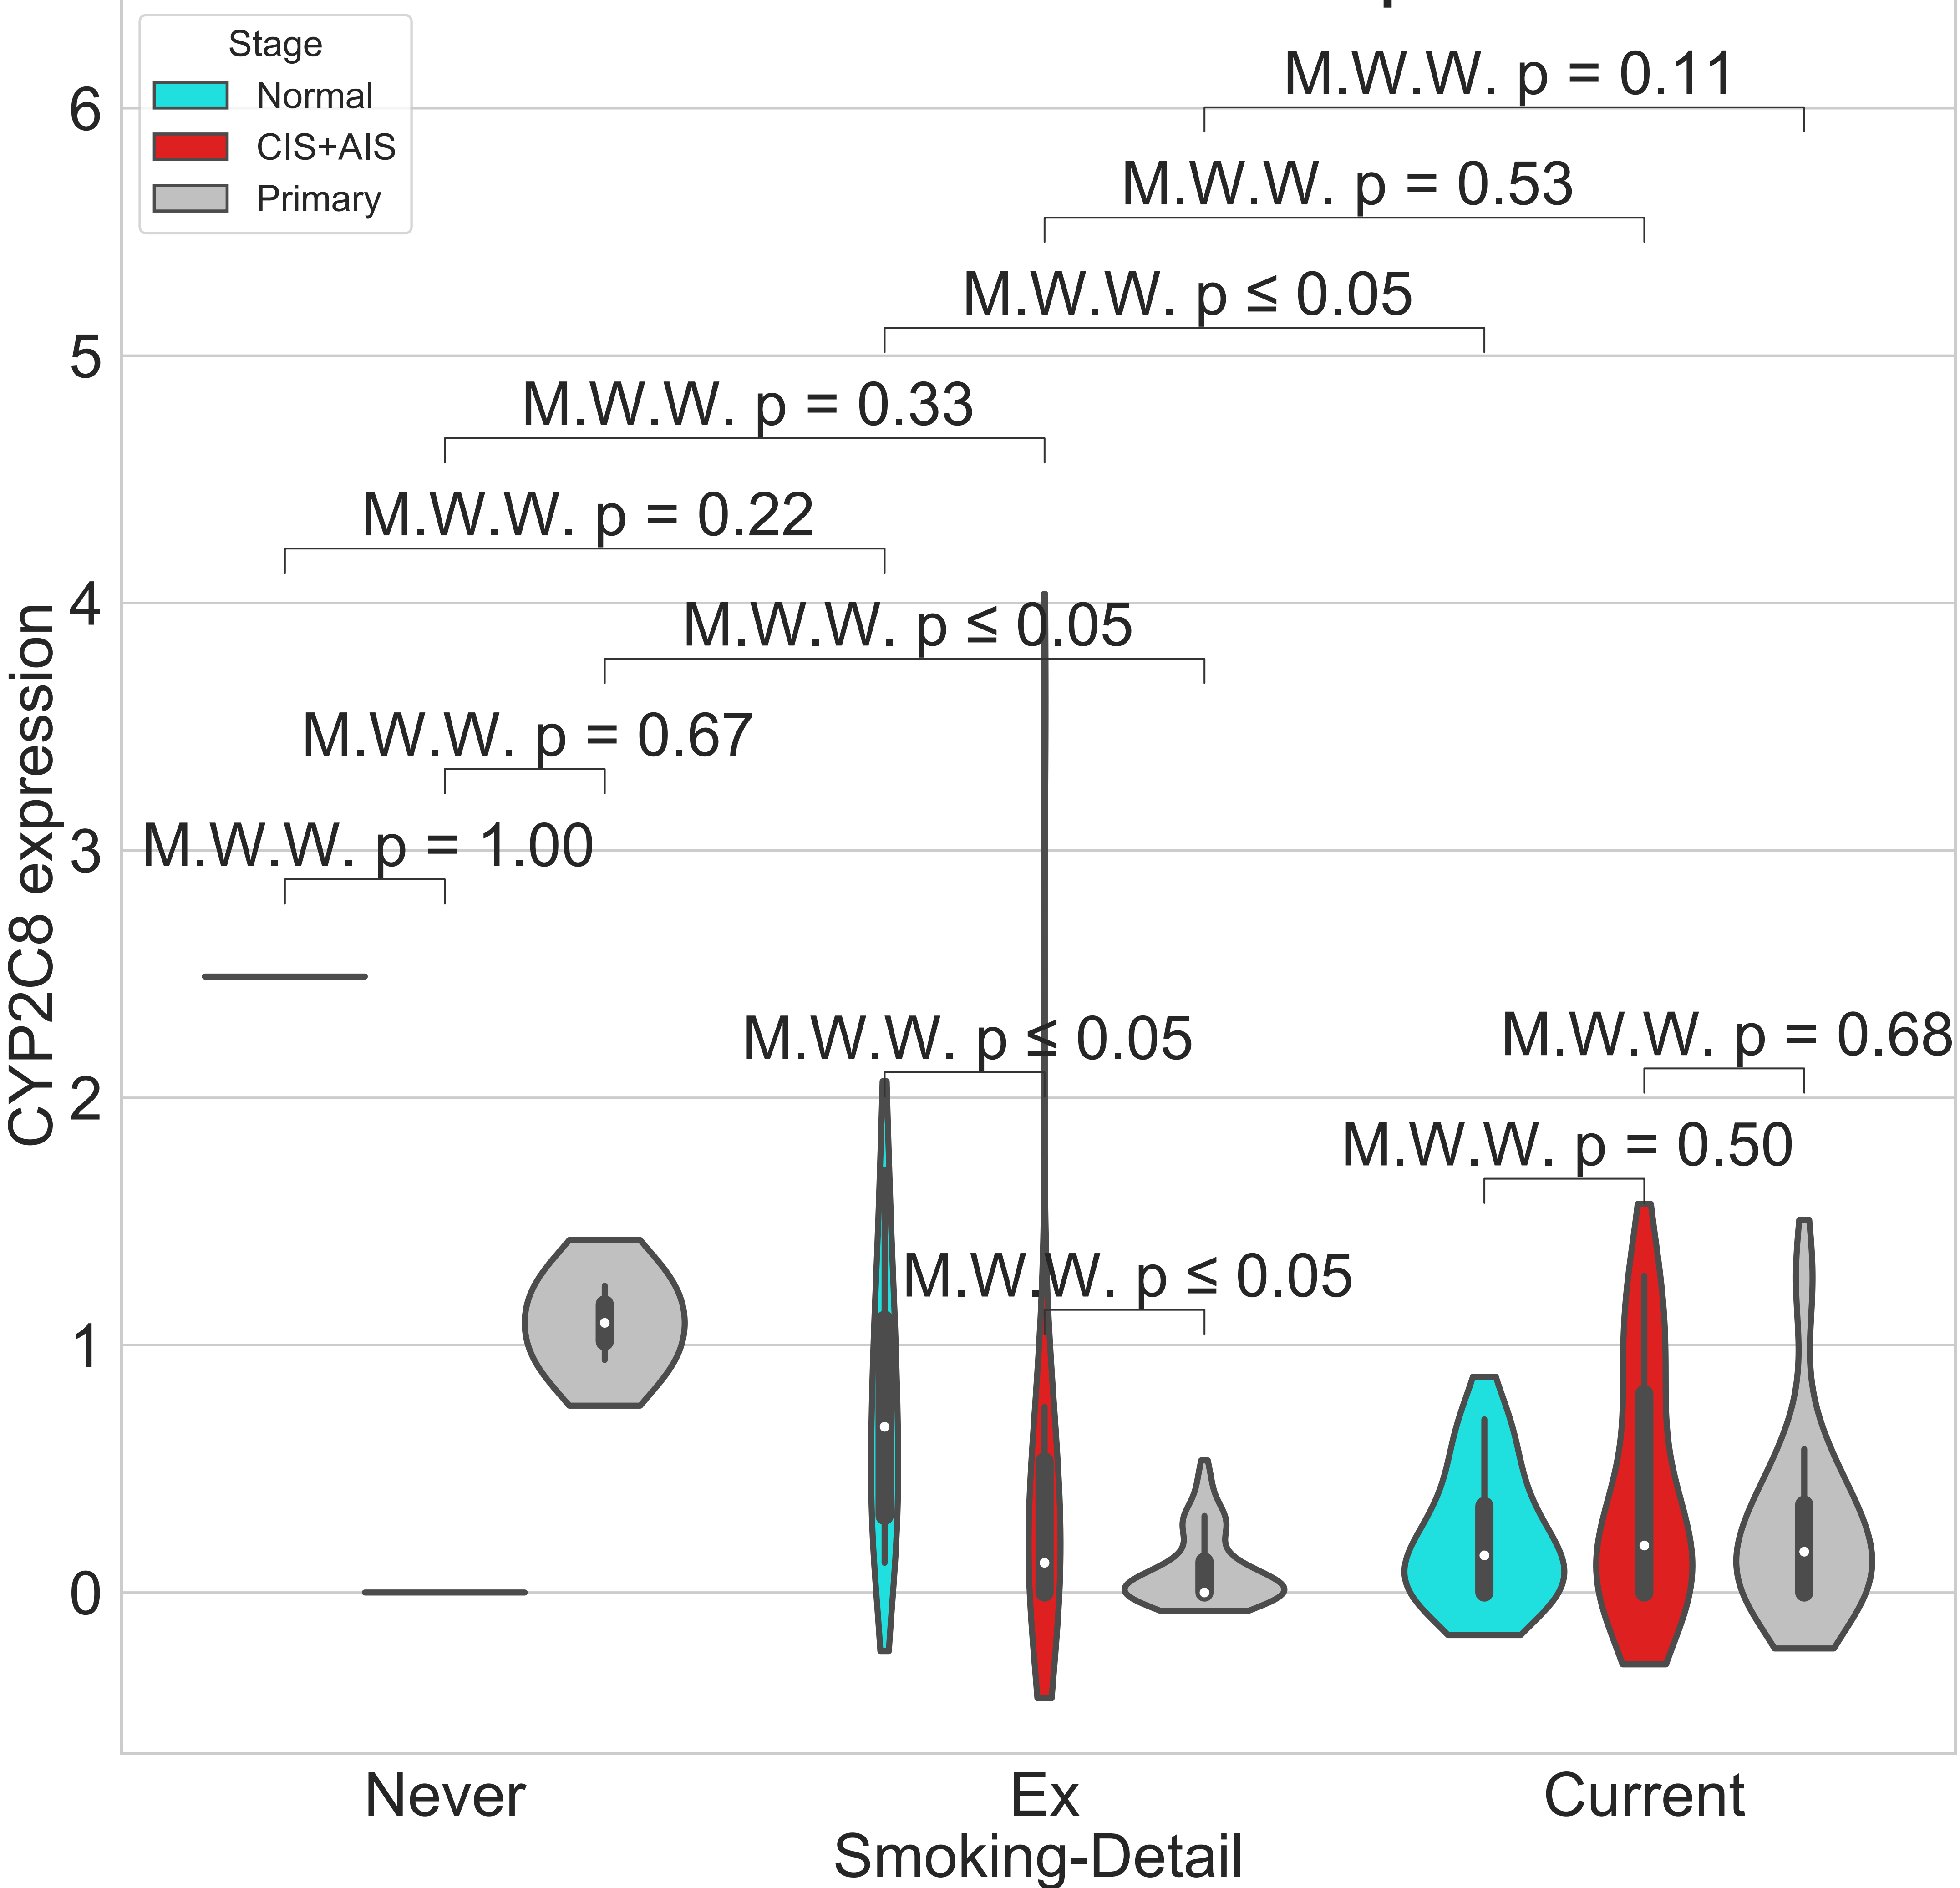 Stage
Normal
CIS+AIS
Primary
M.W.W. p = 0.11
M.W.W. p = 0.53
M.W.W. p ≤ 0.05
M.W.W. p = 0.33
M.W.W. p = 0.22
M.W.W. p ≤ 0.05
M.W.W. p = 0.67
M.W.W. p = 1.00
M.W.W. p ≤ 0.05
M.W.W. p = 0.68
M.W.W. p = 0.50
M.W.W. p ≤ 0.05
6
5
4
3
2
1
0
CYP2C8 expression
Never
Ex
Current
Smoking-Detail